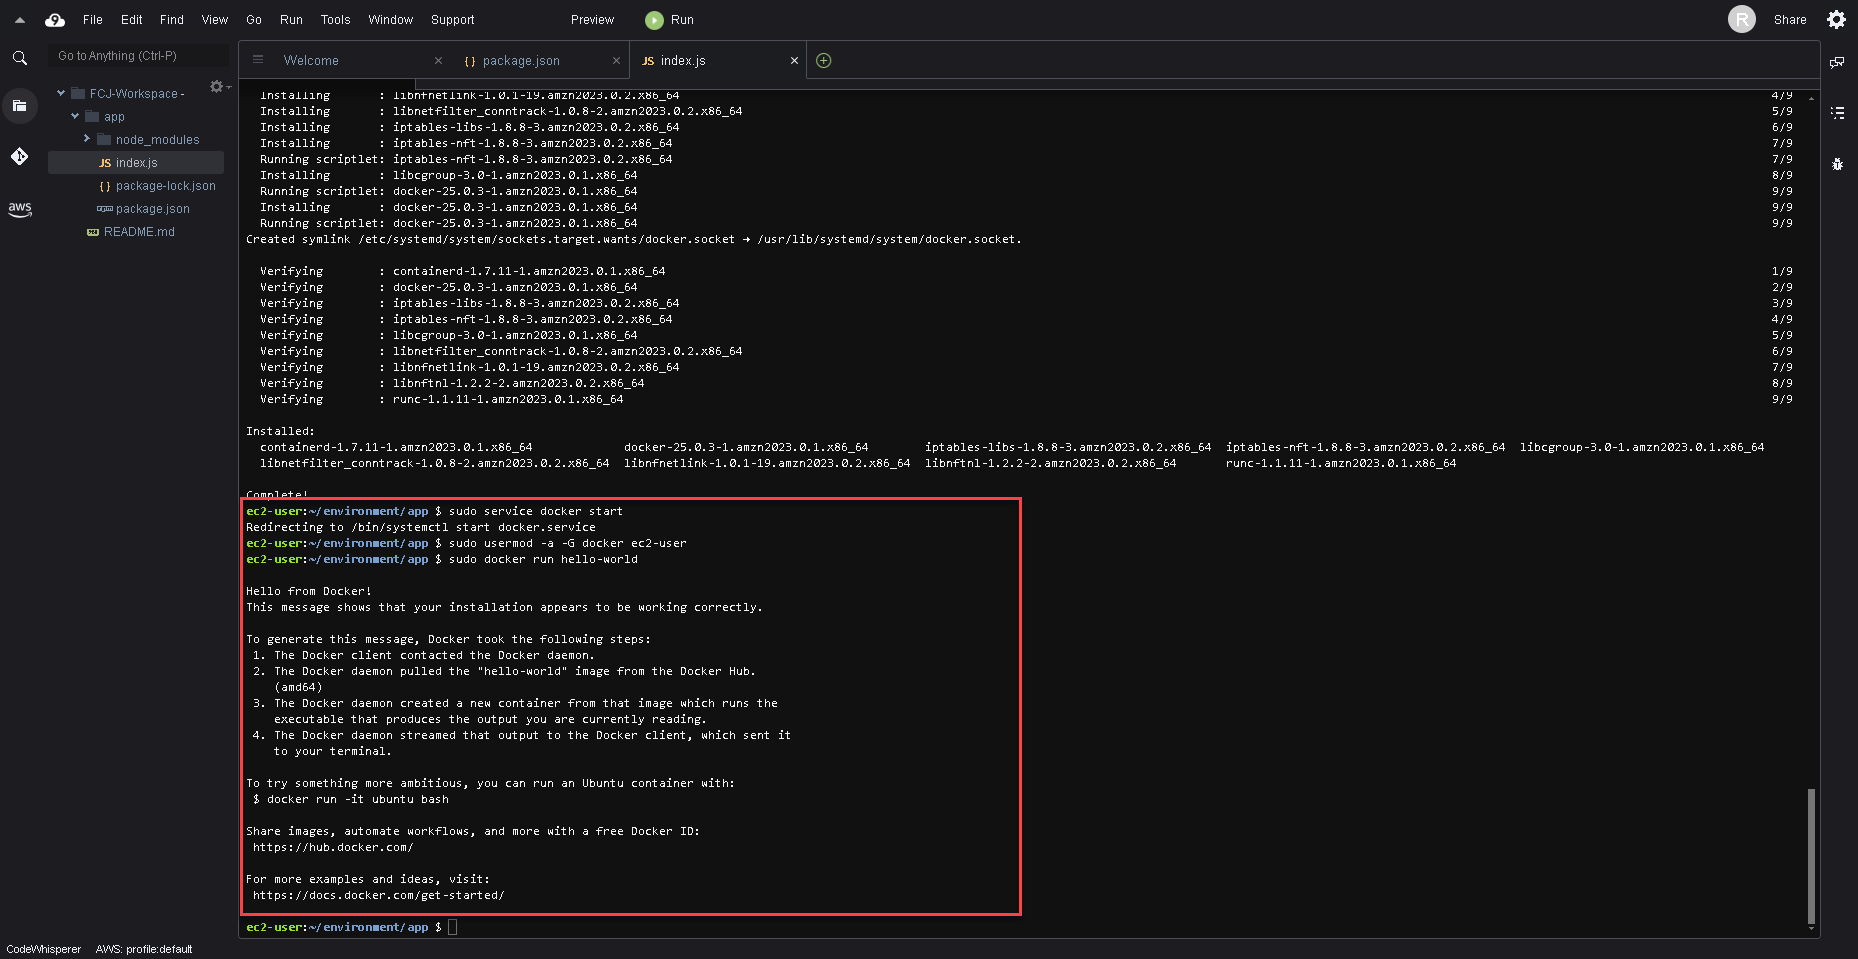 File Edit Find View Go Run Tools Window Support Preview Run R Share
Go to Anything (Ctrl-P)
FCJ-Workspace -
app
node_modules
JS index.js
{ } package-lock.json
package.json
README.md
aws
Welcome
{ } package.json
JS index.js
Installing : libnfnetlink-1.0.1-19.amzn2023.0.2.x86_64 4/9
Installing : libnetfilter_conntrack-1.0.8-2.amzn2023.0.2.x86_64 5/9
Installing : iptables-libs-1.8.8-3.amzn2023.0.2.x86_64 6/9
Installing : iptables-nft-1.8.8-3.amzn2023.0.2.x86_64 7/9
Running scriptlet: iptables-nft-1.8.8-3.amzn2023.0.2.x86_64 7/9
Installing : libcgroup-3.0-1.amzn2023.0.1.x86_64 8/9
Running scriptlet: docker-25.0.3-1.amzn2023.0.1.x86_64 9/9
Installing : docker-25.0.3-1.amzn2023.0.1.x86_64 9/9
Running scriptlet: docker-25.0.3-1.amzn2023.0.1.x86_64 9/9
Created symlink /etc/systemd/system/sockets.target.wants/docker.socket → /usr/lib/systemd/system/docker.socket.
Verifying : containerd-1.7.11-1.amzn2023.0.1.x86_64 1/9
Verifying : docker-25.0.3-1.amzn2023.0.1.x86_64 2/9
Verifying : iptables-libs-1.8.8-3.amzn2023.0.2.x86_64 3/9
Verifying : iptables-nft-1.8.8-3.amzn2023.0.2.x86_64 4/9
Verifying : libcgroup-3.0-1.amzn2023.0.1.x86_64 5/9
Verifying : libnetfilter_conntrack-1.0.8-2.amzn2023.0.2.x86_64 6/9
Verifying : libnfnetlink-1.0.1-19.amzn2023.0.2.x86_64 7/9
Verifying : libnftnl-1.2.2-2.amzn2023.0.2.x86_64 8/9
Verifying : runc-1.1.11-1.amzn2023.0.1.x86_64 9/9
Installed:
containerd-1.7.11-1.amzn2023.0.1.x86_64 docker-25.0.3-1.amzn2023.0.1.x86_64 iptables-libs-1.8.8-3.amzn2023.0.2.x86_64 iptables-nft-1.8.8-3.amzn2023.0.2.x86_64 libcgroup-3.0-1.amzn2023.0.1.x86_64
libnetfilter_conntrack-1.0.8-2.amzn2023.0.2.x86_64 libnfnetlink-1.0.1-19.amzn2023.0.2.x86_64 libnftnl-1.2.2-2.amzn2023.0.2.x86_64 runc-1.1.11-1.amzn2023.0.1.x86_64
Complete!
ec2-user:~/environment/app $ sudo service docker start
Redirecting to /bin/systemctl start docker.service
ec2-user:~/environment/app $ sudo usermod -a -G docker ec2-user
ec2-user:~/environment/app $ sudo docker run hello-world
Hello from Docker!
This message shows that your installation appears to be working correctly.
To generate this message, Docker took the following steps:
1. The Docker client contacted the Docker daemon.
2. The Docker daemon pulled the "hello-world" image from the Docker Hub.
(amd64)
3. The Docker daemon created a new container from that image which runs the
executable that produces the output you are currently reading.
4. The Docker daemon streamed that output to the Docker client, which sent it
to your terminal.
To try something more ambitious, you can run an Ubuntu container with:
$ docker run -it ubuntu bash
Share images, automate workflows, and more with a free Docker ID:
https://hub.docker.com/
For more examples and ideas, visit:
https://docs.docker.com/get-started/
ec2-user:~/environment/app $
CodeWhisperer AWS: profile:default